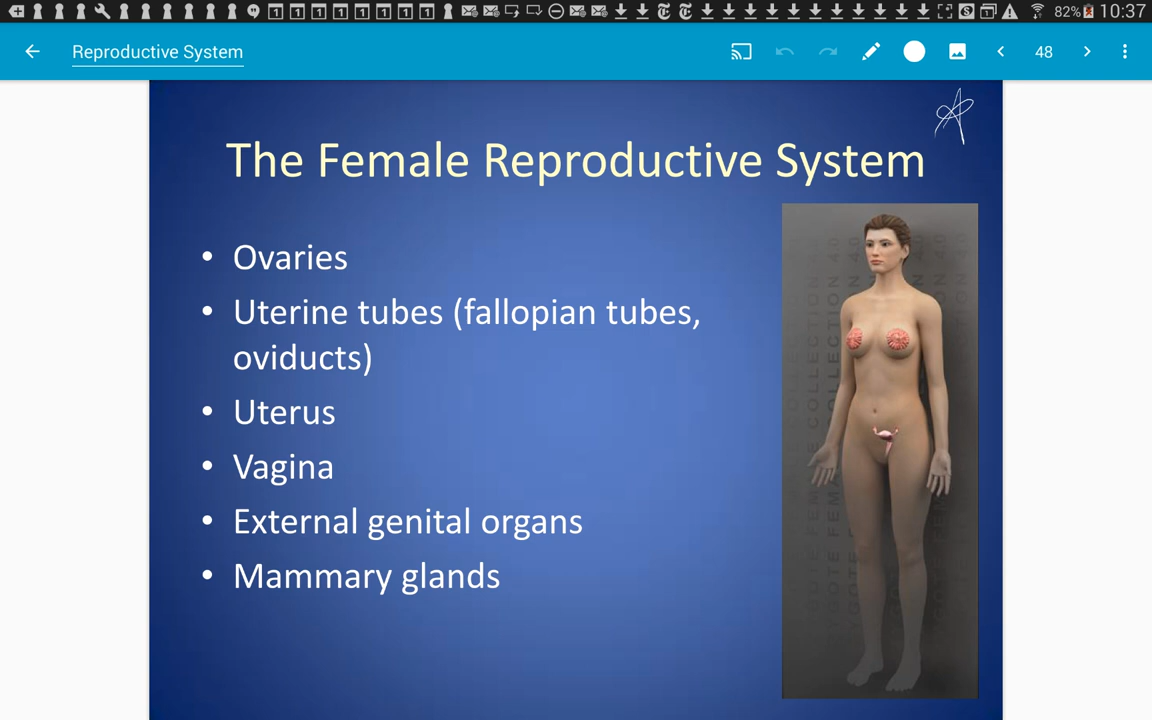 82% 10:37
Reproductive System
48
The Female Reproductive System
• Ovaries
• Uterine tubes (fallopian tubes,
oviducts)
• Uterus
• Vagina
• External genital organs
• Mammary glands